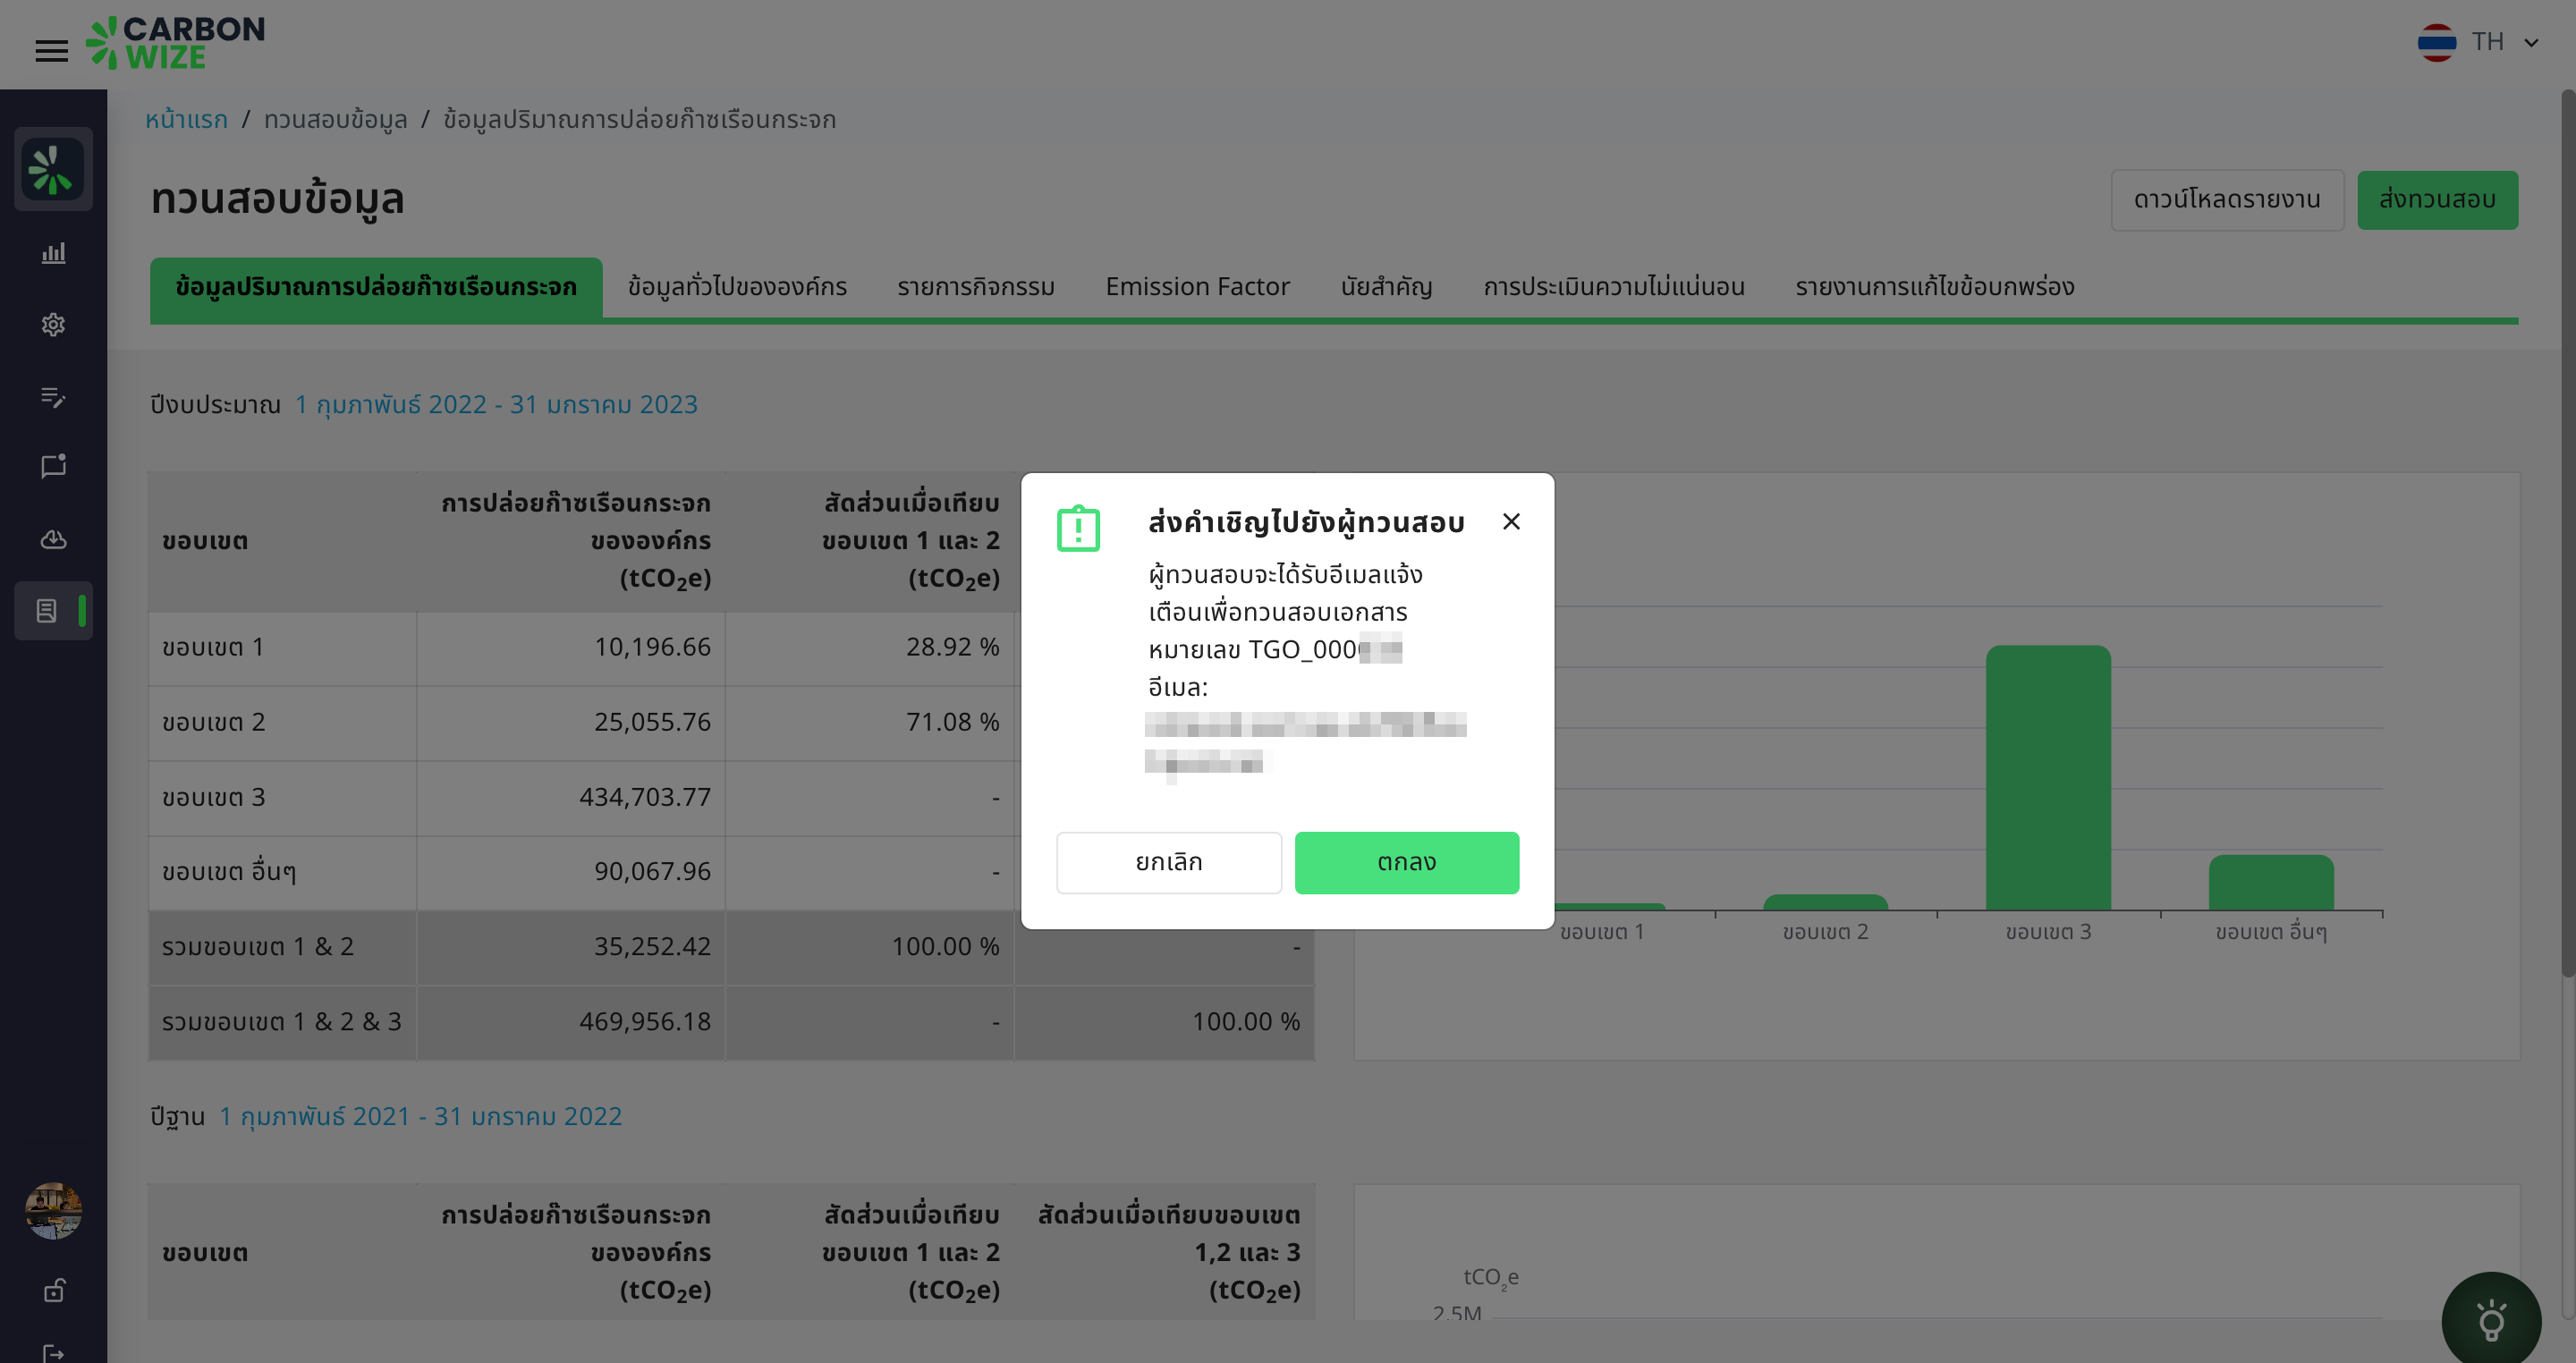 CARBON
WIZE
TH
หน้าแรก / ทวนสอบข้อมูล / ข้อมูลปริมาณการปล่อยก๊าซเรือนกระจก
ทวนสอบข้อมูล
ดาวน์โหลดรายงาน
ส่งทวนสอบ
ข้อมูลปริมาณการปล่อยก๊าซเรือนกระจก
ข้อมูลทั่วไปขององค์กร
รายการกิจกรรม
Emission Factor
นัยสำคัญ
การประเมินความไม่แน่นอน
รายงานการแก้ไขข้อบกพร่อง
ปีงบประมาณ 1 กุมภาพันธ์ 2022 - 31 มกราคม 2023
ขอบเขต
การปล่อยก๊าซเรือนกระจก
ขององค์กร
(tCO₂e)
สัดส่วนเมื่อเทียบ
ขอบเขต 1 และ 2
(tCO₂e)
ขอบเขต 1 10,196.66 28.92 %
ขอบเขต 2 25,055.76 71.08 %
ขอบเขต 3 434,703.77 -
ขอบเขต อื่นๆ 90,067.96 -
รวมขอบเขต 1 & 2 35,252.42 100.00 % -
รวมขอบเขต 1 & 2 & 3 469,956.18 - 100.00 %
ส่งคำเชิญไปยังผู้ทวนสอบ
ผู้ทวนสอบจะได้รับอีเมลแจ้ง
เตือนเพื่อทวนสอบเอกสาร
หมายเลข TGO_000
อีเมล:
ยกเลิก
ตกลง
ขอบเขต 1
ขอบเขต 2
ขอบเขต 3
ขอบเขต อื่นๆ
ปีฐาน 1 กุมภาพันธ์ 2021 - 31 มกราคม 2022
ขอบเขต
การปล่อยก๊าซเรือนกระจก
ขององค์กร
(tCO₂e)
สัดส่วนเมื่อเทียบ
ขอบเขต 1 และ 2
(tCO₂e)
สัดส่วนเมื่อเทียบขอบเขต
1,2 และ 3
(tCO₂e)
tCO₂e
2.5M